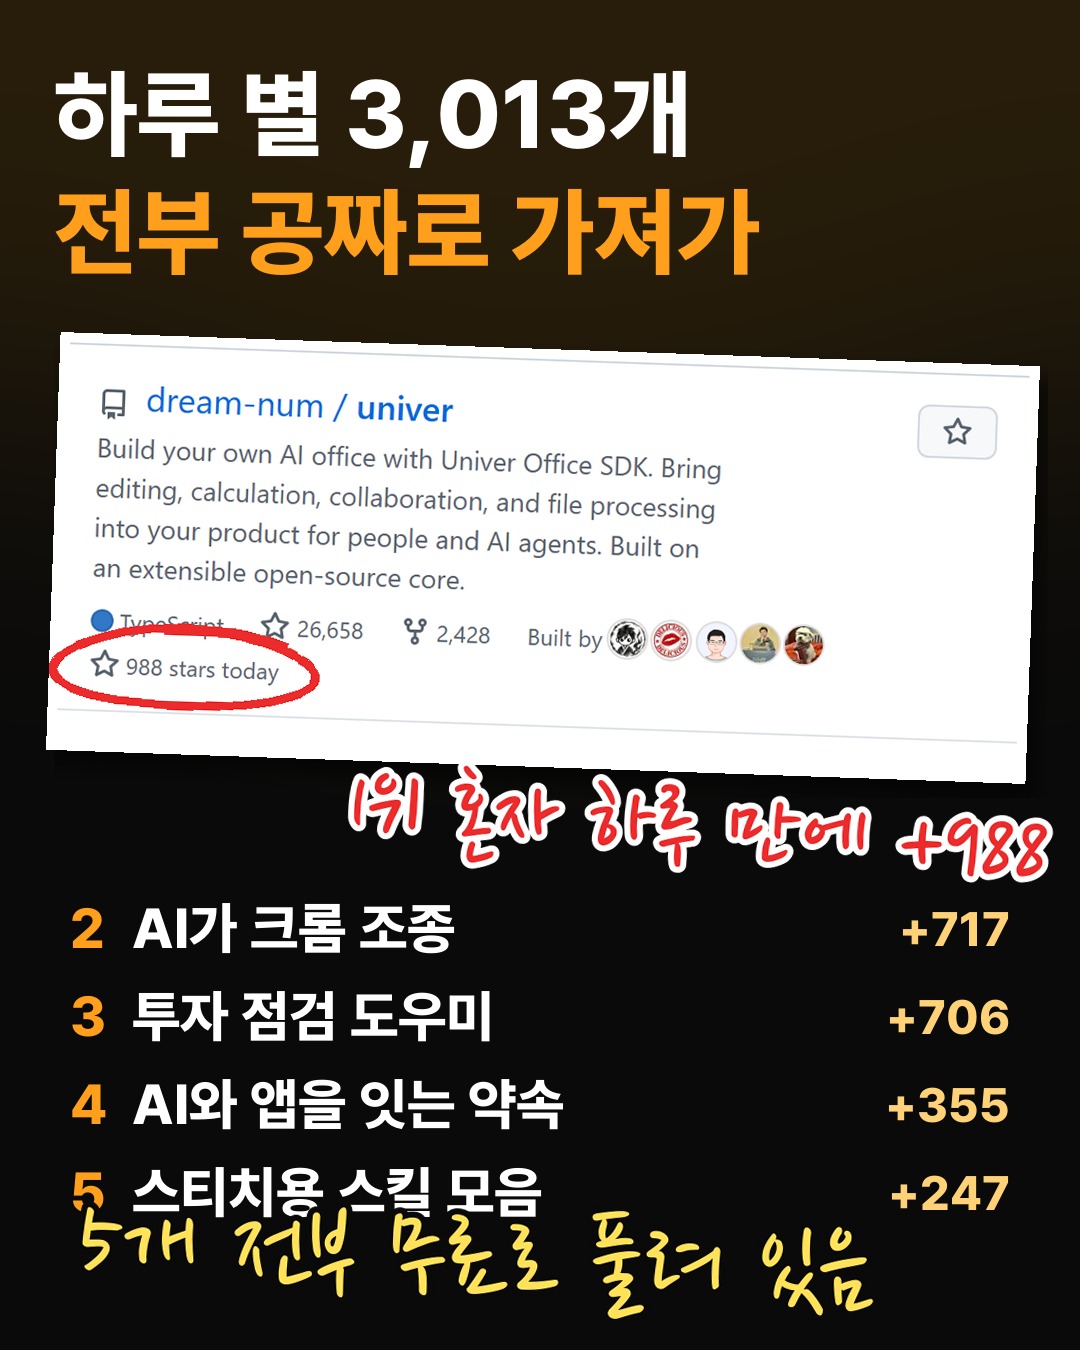 하루 별 3,013개
전부 공짜로 가져가
dream-num / univer
Build your own AI office with Univer Office SDK. Bring
editing, calculation, collaboration, and file processing
into your product for people and AI agents. Built on
an extensible open-source core.
TypeScript 26,658 2,428 Built by
988 stars today
1위 혼자 하루 만에 +988
2 AI가 크롬 조종 +717
3 투자 점검 도우미 +706
4 AI와 앱을 잇는 약속 +355
5 스티치용 스킬 모음 +247
5개 전부 무료로 풀려 있음